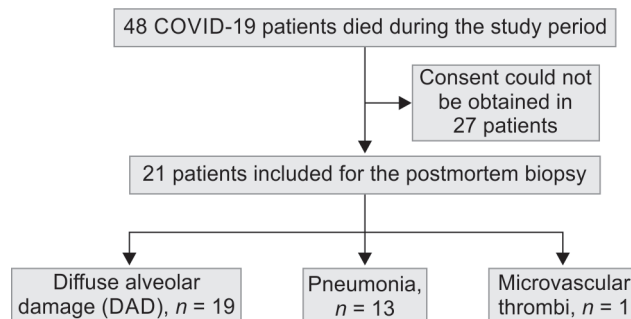 48 COVID-19 patients died during the study period
Consent could not
be obtained in
27 patients
21 patients included for the postmortem biopsy
Diffuse alveolar
damage (DAD), n = 19
Pneumonia,
n = 13
Microvascular
thrombi, n = 1